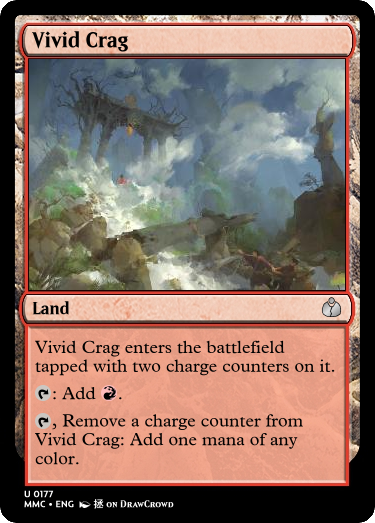 Vivid Crag
Land
Vivid Crag enters the battlefield
tapped with two charge counters on it.
: Add .
, Remove a charge counter from
Vivid Crag: Add one mana of any
color.
U 0177
MMC • ENG 拯 on DrawCrowd